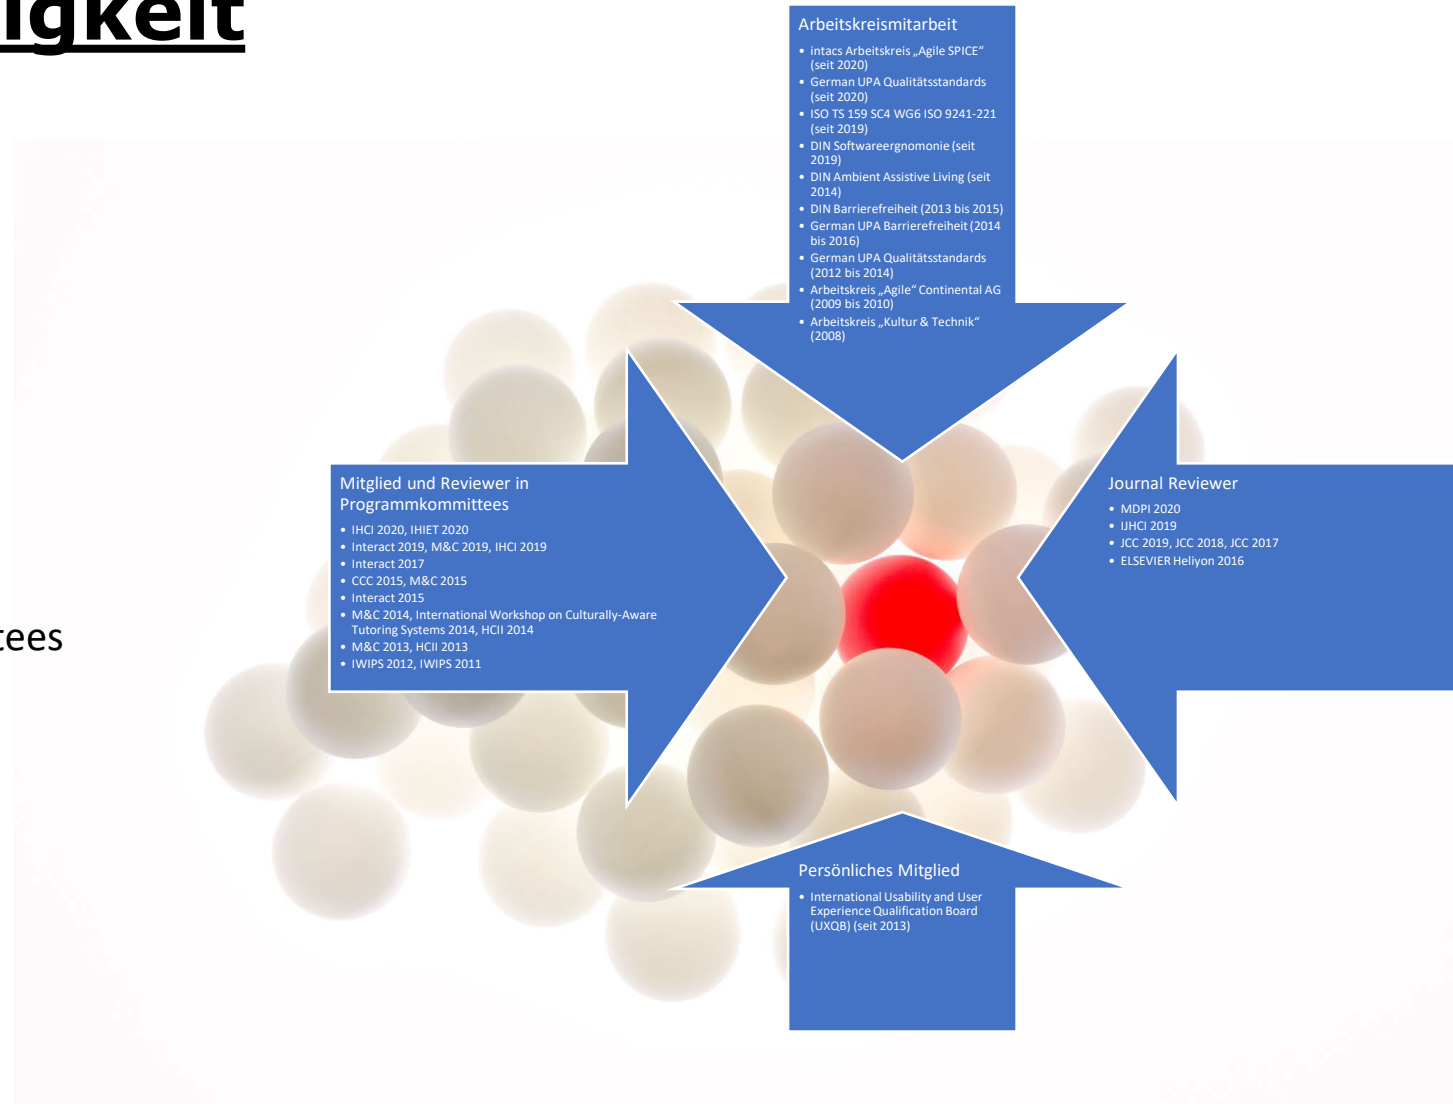 igkeit
Arbeitskreismitarbeit
• intacs Arbeitskreis „Agile SPICE“
(seit 2020)
• German UPA Qualitätsstandards
(seit 2020)
• ISO TS 159 SC4 WG6 ISO 9241-221
(seit 2019)
• DIN Softwareergnomonie (seit
2019)
• DIN Ambient Assistive Living (seit
2014)
• DIN Barrierefreiheit (2013 bis 2015)
• German UPA Barrierefreiheit (2014
bis 2016)
• German UPA Qualitätsstandards
(2012 bis 2014)
• Arbeitskreis „Agile“ Continental AG
(2009 bis 2010)
• Arbeitskreis „Kultur & Technik“
(2008)
Mitglied und Reviewer in
Programmkommittees
• IHCI 2020, IHIET 2020
• Interact 2019, M&C 2019, IHCI 2019
• Interact 2017
• CCC 2015, M&C 2015
• Interact 2015
• M&C 2014, International Workshop on Culturally-Aware
Tutoring Systems 2014, HCII 2014
• M&C 2013, HCII 2013
• IWIPS 2012, IWIPS 2011
Journal Reviewer
• MDPI 2020
• IJHCI 2019
• JCC 2019, JCC 2018, JCC 2017
• ELSEVIER Heliyon 2016
tees
Persönliches Mitglied
• International Usability and User
Experience Qualification Board
(UXQB) (seit 2013)